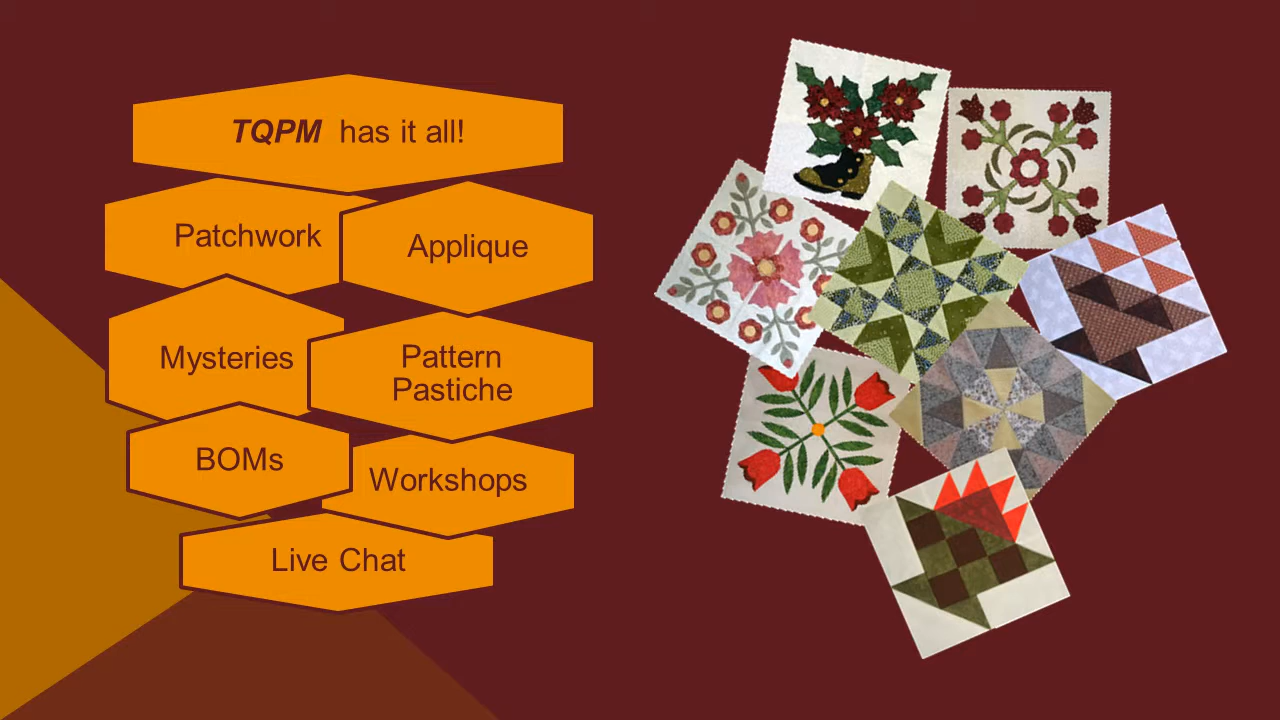 TQPM has it all!
Patchwork
Applique
Mysteries
Pattern
Pastiche
BOMs
Workshops
Live Chat